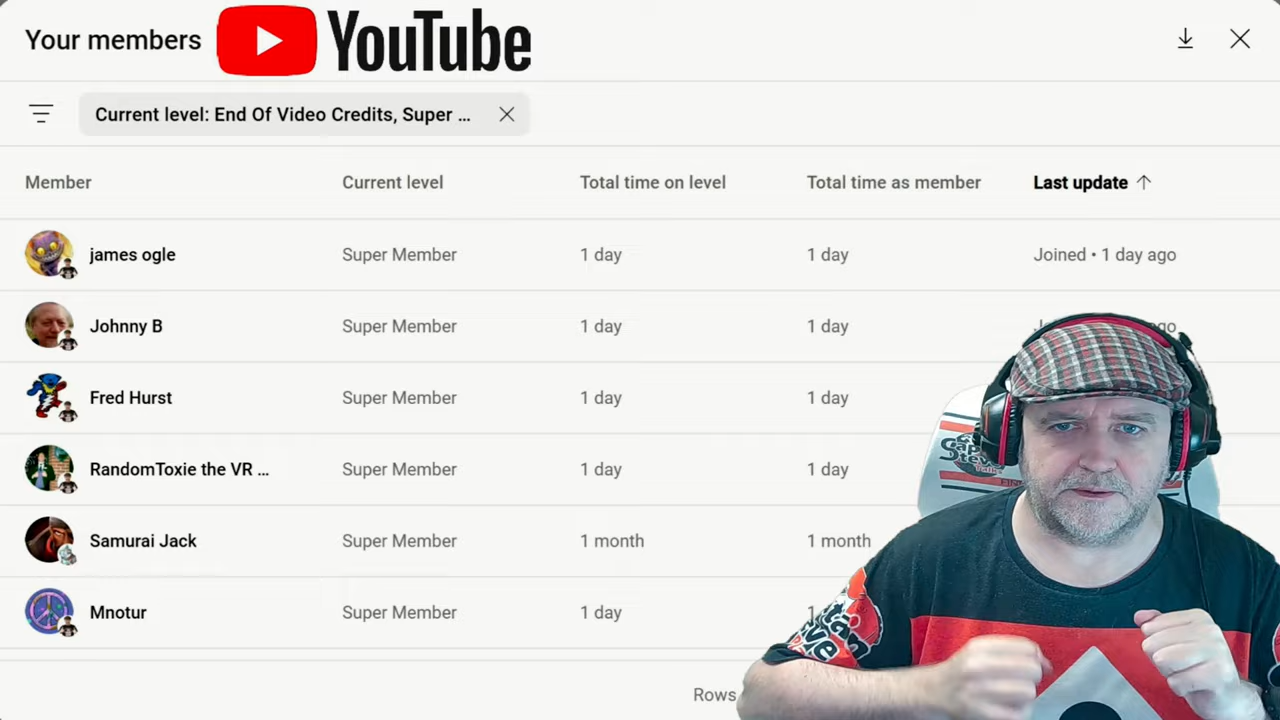 Your members
YouTube
Current level: End Of Video Credits, Super ...
Member Current level Total time on level Total time as member Last update
james ogle Super Member 1 day 1 day Joined • 1 day ago
Johnny B Super Member 1 day 1 day
Fred Hurst Super Member 1 day 1 day
RandomToxie the VR ... Super Member 1 day 1 day
Samurai Jack Super Member 1 month 1 month
Mnotur Super Member 1 day
Rows
Steve